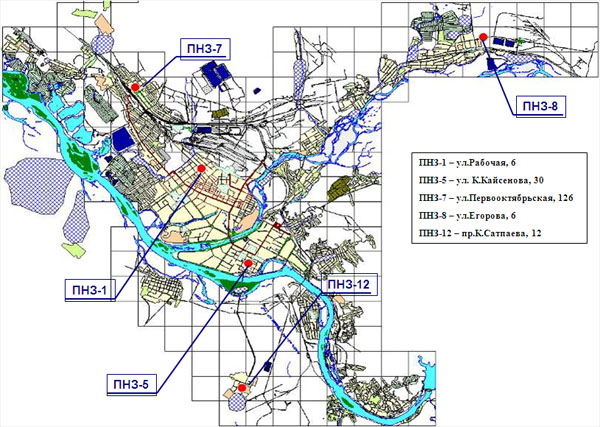 ПНЗ-7
ПНЗ-8
ПНЗ-1 – ул.Рабочая, 6
ПНЗ-5 – ул. К.Кайсенова, 30
ПНЗ-7 – ул.Первооктябрьская, 126
ПНЗ-8 – ул.Егорова, 6
ПНЗ-12 – пр.К.Сатпаева, 12
ПНЗ-1
ПНЗ-12
ПНЗ-5